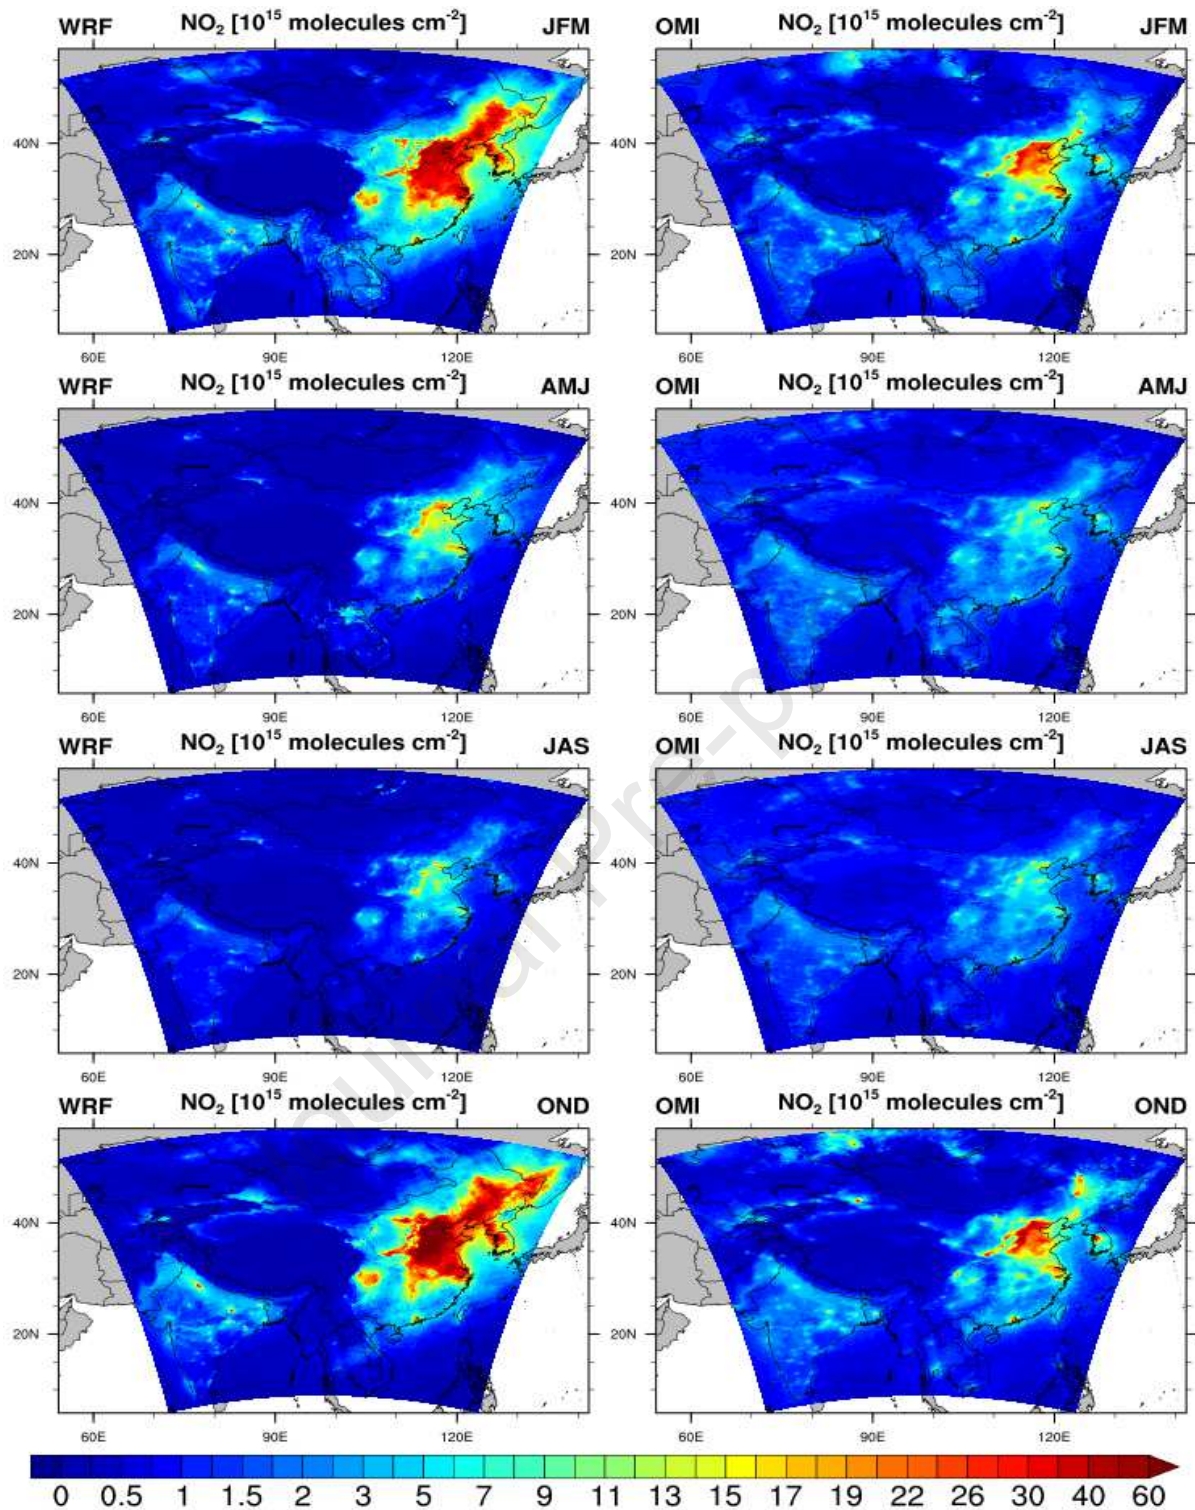 WRF NO2 [10^15 molecules cm^-2] JFM OMI NO2 [10^15 molecules cm^-2] JFM
40N
20N
60E 90E 120E 60E 90E 120E
WRF NO2 [10^15 molecules cm^-2] AMJ OMI NO2 [10^15 molecules cm^-2] AMJ
40N
20N
60E 90E 120E 60E 90E 120E
WRF NO2 [10^15 molecules cm^-2] JAS OMI NO2 [10^15 molecules cm^-2] JAS
40N
20N
60E 90E 120E 60E 90E 120E
WRF NO2 [10^15 molecules cm^-2] OND OMI NO2 [10^15 molecules cm^-2] OND
40N
20N
60E 90E 120E 60E 90E 120E
0 0.5 1 1.5 2 3 5 7 9 11 13 15 17 19 22 26 30 40 60